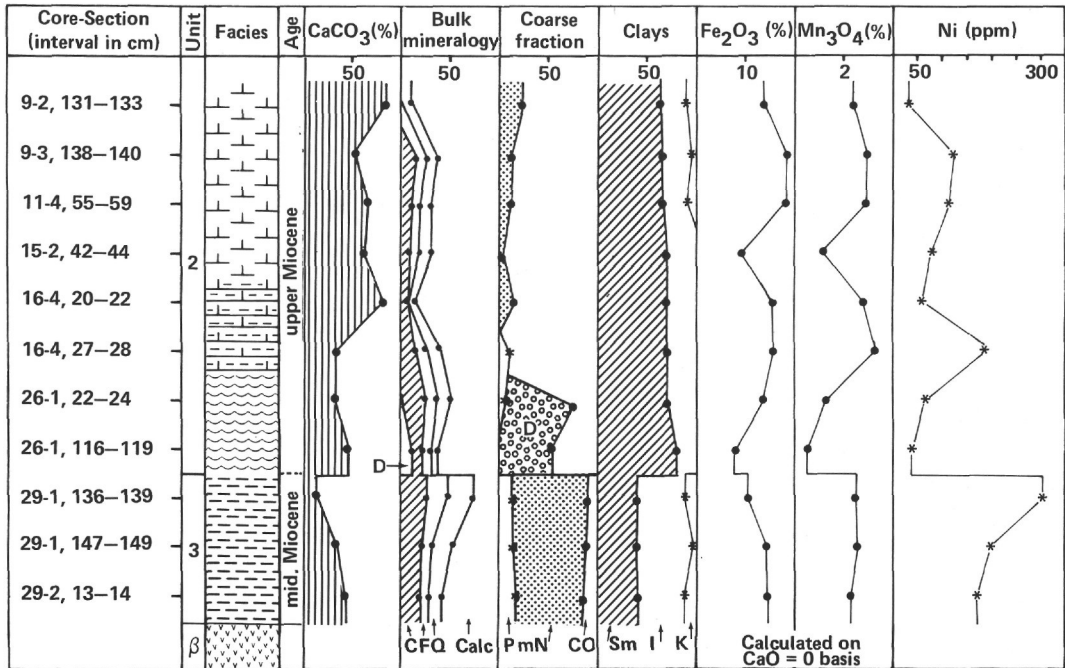 Core-Section
(interval in cm)
Unit
Facies
Age
CaCO3(%)
Bulk
mineralogy
Coarse
fraction
Clays
Fe2O3 (%)
Mn3O4(%)
Ni (ppm)
50
50
50
50
10
2
50
300
9-2, 131–133
9-3, 138–140
11-4, 55–59
15-2, 42–44
16-4, 20–22
16-4, 27–28
26-1, 22–24
26-1, 116–119
29-1, 136–139
29-1, 147–149
29-2, 13–14
2
3
β
upper Miocene
mid. Miocene
D
D
C F Q Calc
P m N CO
Sm I K
Calculated on
CaO = 0 basis